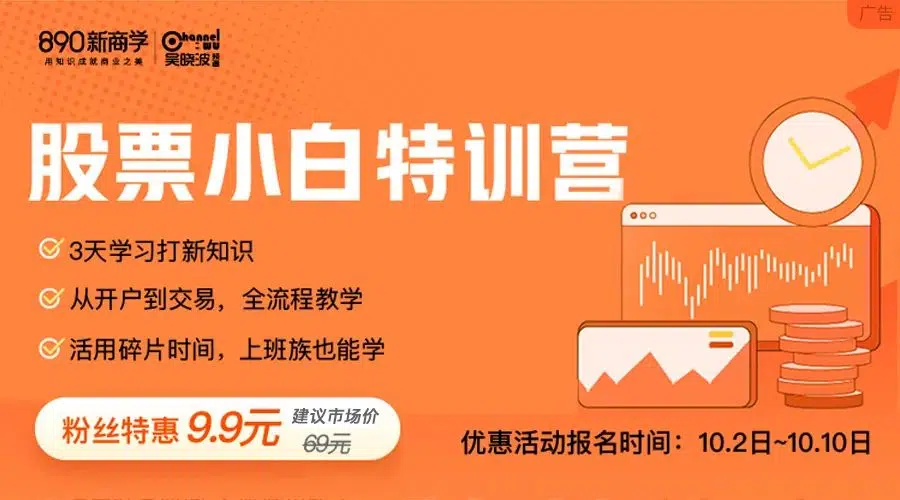 广告
890新商学
用知识成就商业之美
Channel
:wu
吴晓波频道
股票小白特训营
3天学习打新知识
从开户到交易，全流程教学
活用碎片时间，上班族也能学
粉丝特惠 9.9元
建议市场价
69元
优惠活动报名时间：10.2日~10.10日